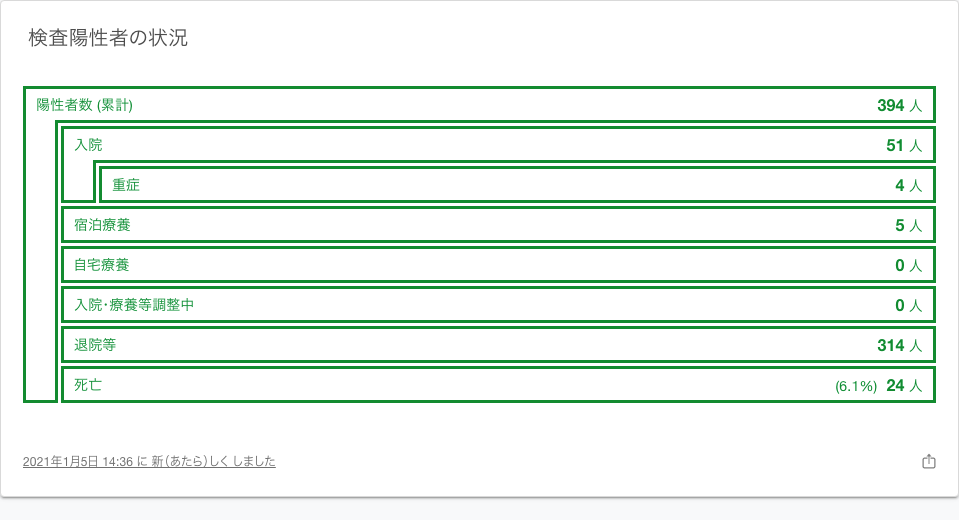 検査陽性者の状況
陽性者数 (累計) 394 人
入院 51 人
重症 4 人
宿泊療養 5 人
自宅療養 0 人
入院・療養等調整中 0 人
退院等 314 人
死亡 (6.1%) 24 人
2021年1月5日 14:36 に 新（あたら）しく しました